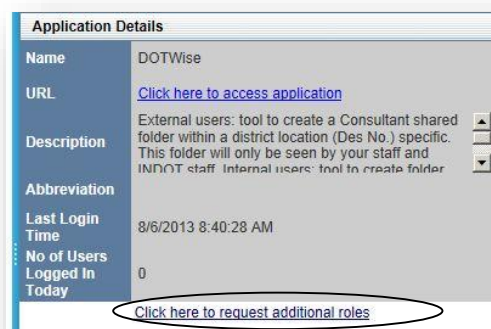 Application Details
Name DOTWise
URL Click here to access application
External users: tool to create a Consultant shared
folder within a district location (Des No.) specific.
Description This folder will only be seen by your staff and
INDOT staff. Internal users: tool to create folder
Abbreviation
Last Login
Time 8/6/2013 8:40:28 AM
No of Users
Logged In 0
Today
Click here to request additional roles